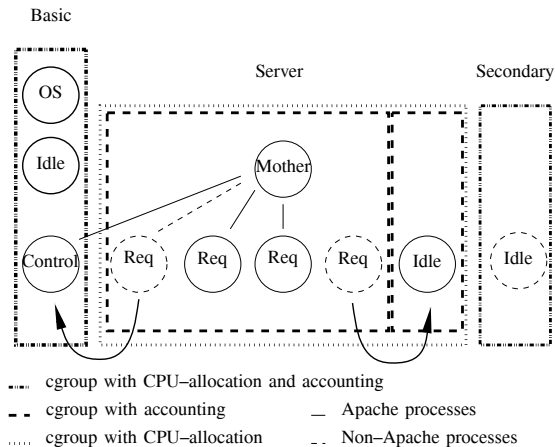 Basic
Server
Secondary
OS
Idle
Mother
Control
Req
Req
Req
Req
Idle
Idle
cgroup with CPU–allocation and accounting
cgroup with accounting
Apache processes
cgroup with CPU–allocation
Non–Apache processes